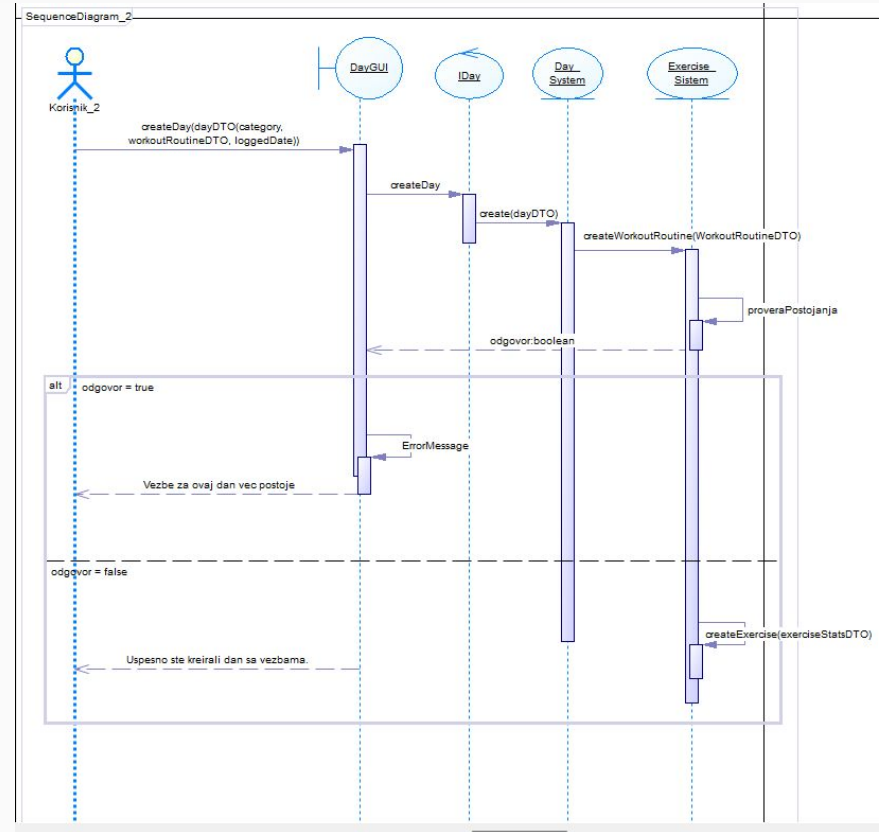 SequenceDiagram_2
DayGUI
IDay
Day_
System
Exercise_
Sistem
Korisnik_2
createDay(dayDTO(category,
workoutRoutineDTO, loggedDate))
createDay
create(dayDTO)
createWorkoutRoutine(WorkoutRoutineDTO)
proveraPostojanja
odgovor:boolean
alt
odgovor = true
ErrorMessage
Vezbe za ovaj dan vec postoje
odgovor = false
createExercise(exerciseStatsDTO)
Uspesno ste kreirali dan sa vezbama.